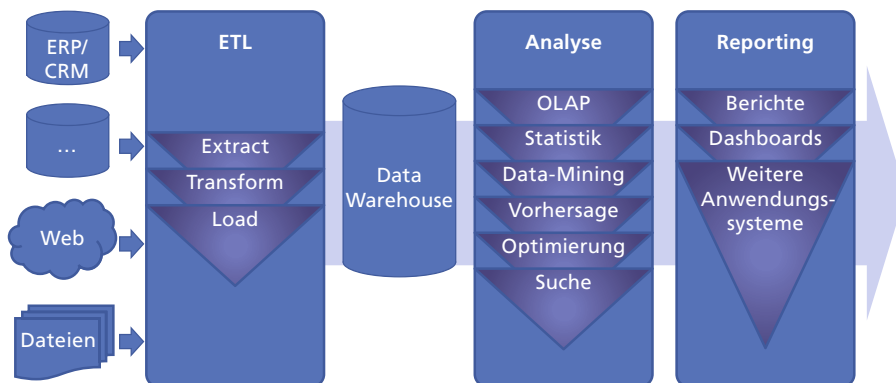 ERP/
CRM
...
Web
Dateien
ETL
Extract
Transform
Load
Data
Warehouse
Analyse
OLAP
Statistik
Data-Mining
Vorhersage
Optimierung
Suche
Reporting
Berichte
Dashboards
Weitere
Anwendungs-
systeme